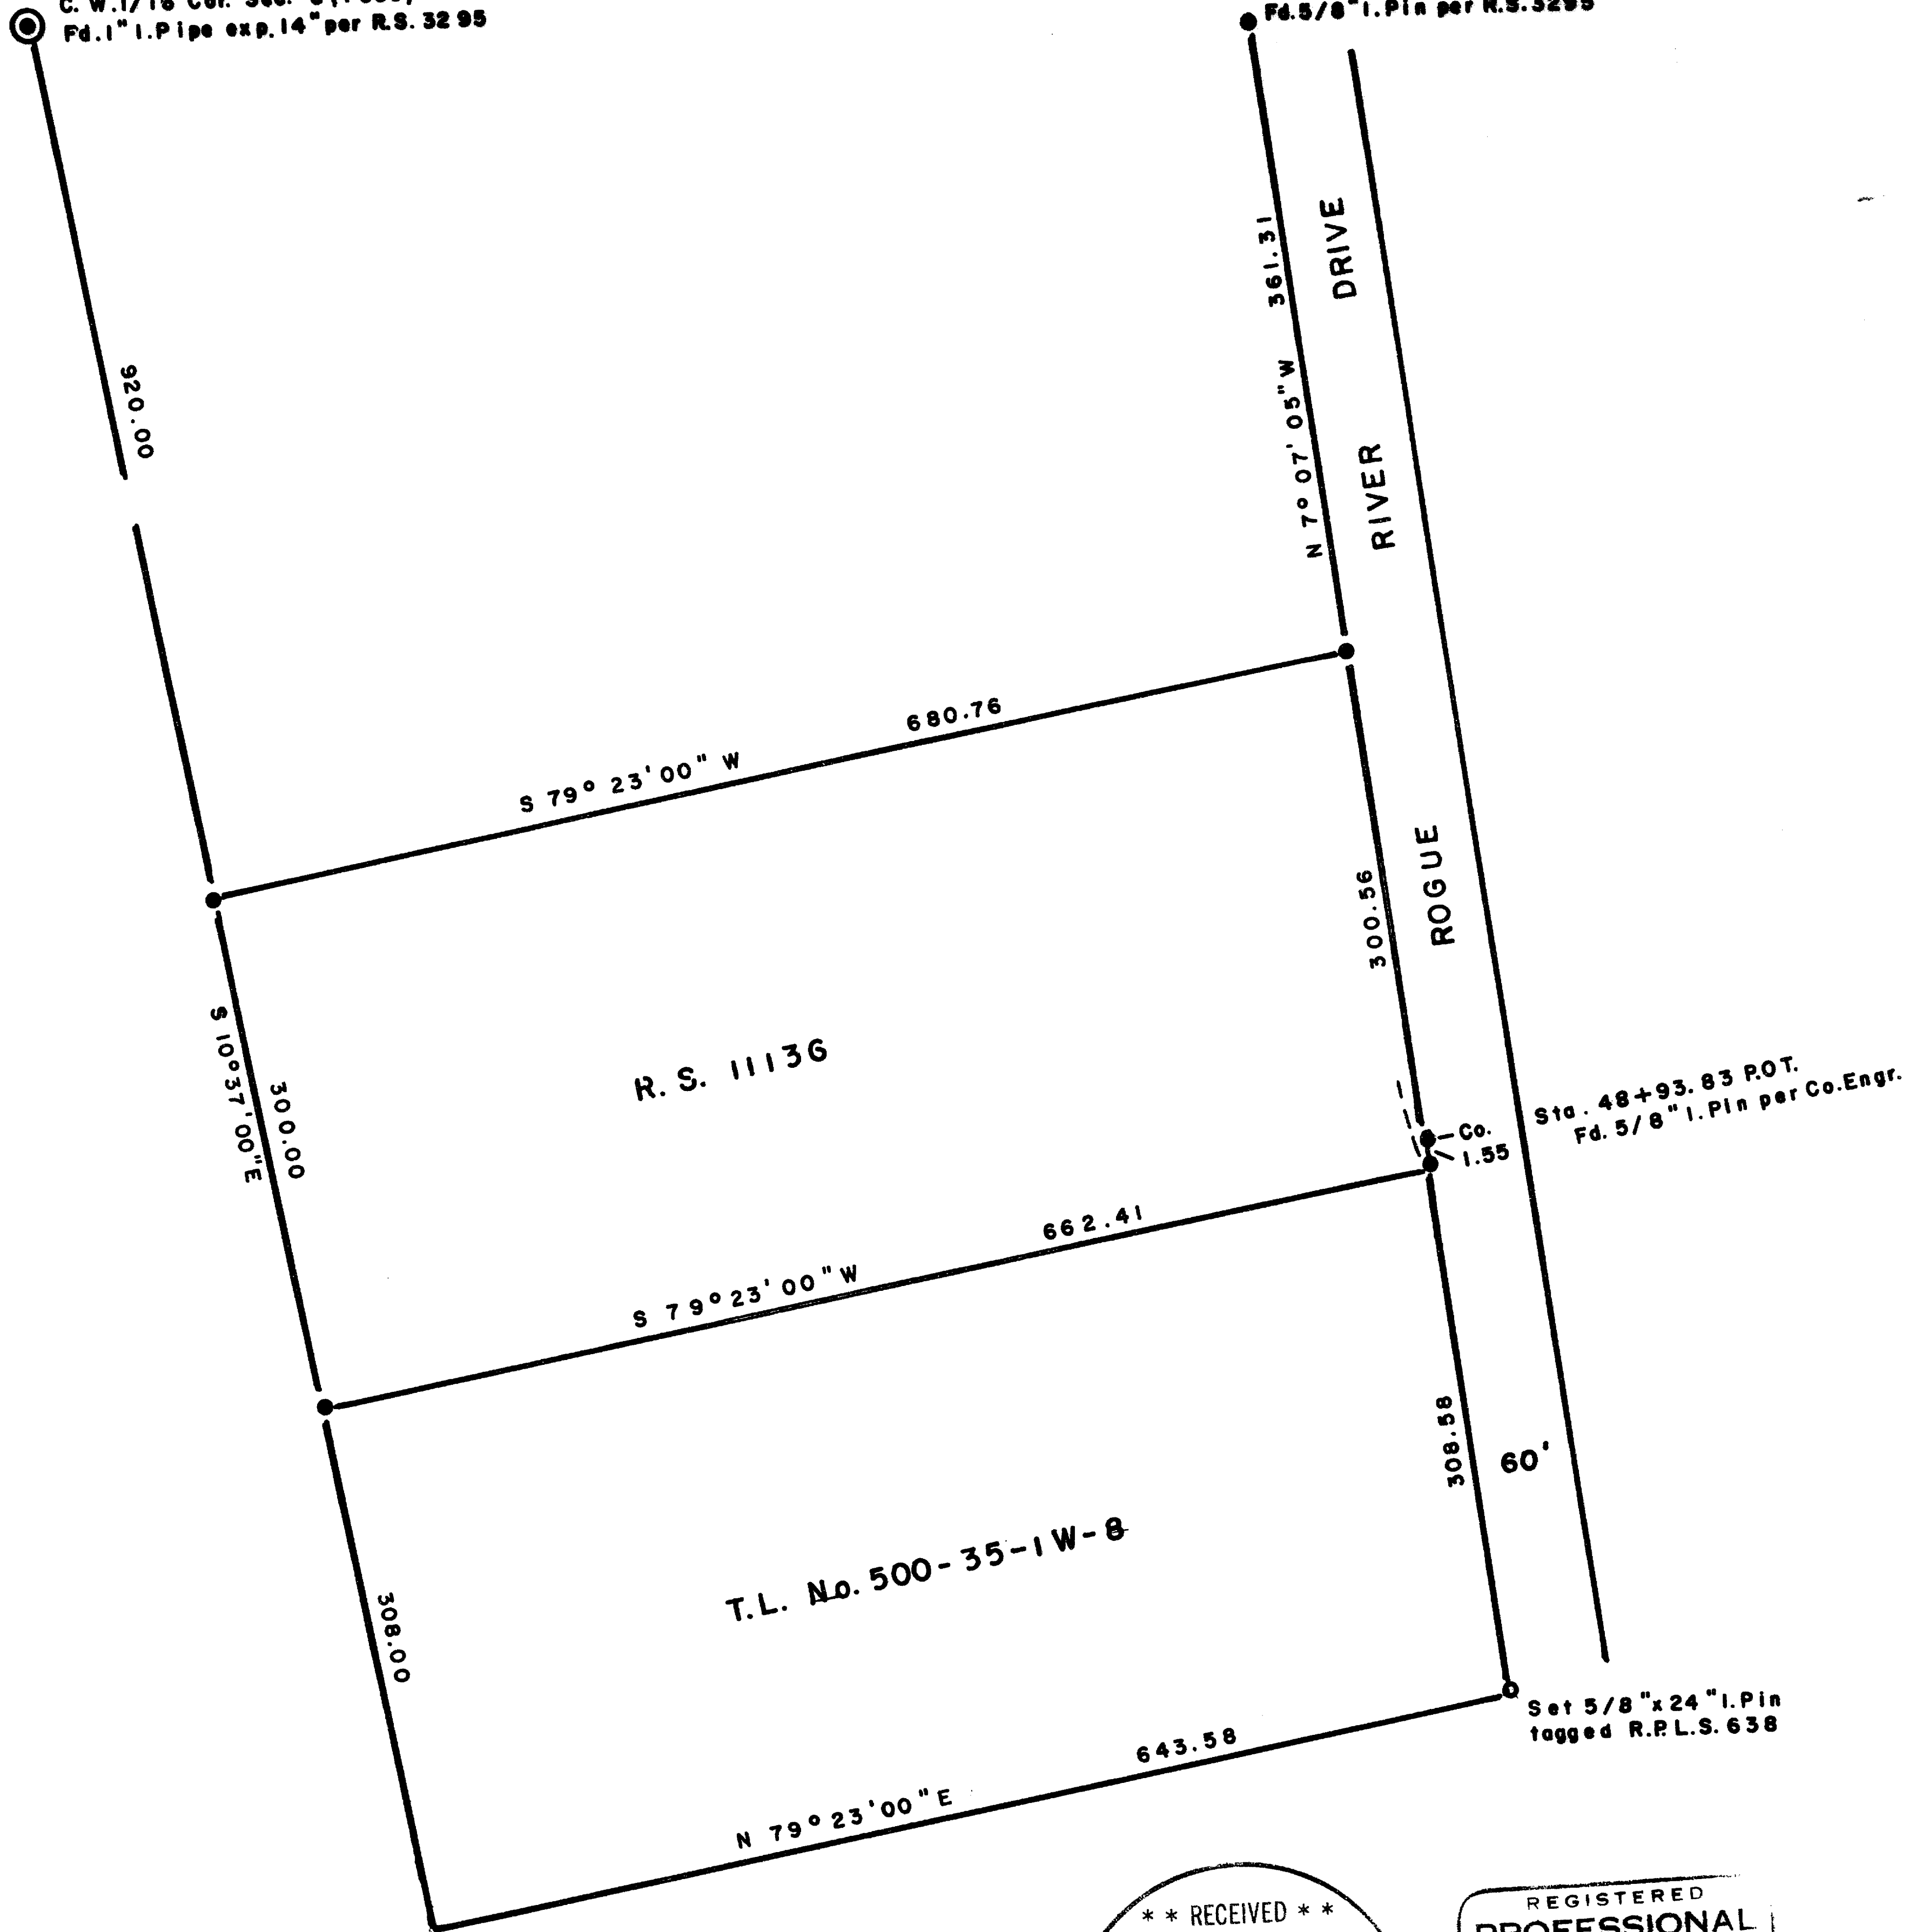 Fd. 1" I. Pipe exp. 14" per R.S. 3295
Fd. 5/8" I. Pin per R.S. 3295
920.00
361.31
N 7° 07' 05" W
DRIVE
RIVER
ROGUE
680.76
S 79° 23' 00" W
300.56
S 10° 37' 00" E
300.00
R. S. 11136
Co.
1.55
Sta. 48+93.83 P.O.T.
Fd. 5/8" I. Pin per Co. Engr.
662.41
S 79° 23' 00" W
308.58
60'
T.L. No. 500-35-1W-8
308.00
Set 5/8" x 24" I. Pin
tagged R.P.L.S. 638
643.58
N 79° 23' 00" E
* * RECEIVED * *
REGISTERED
PROFESSIONAL